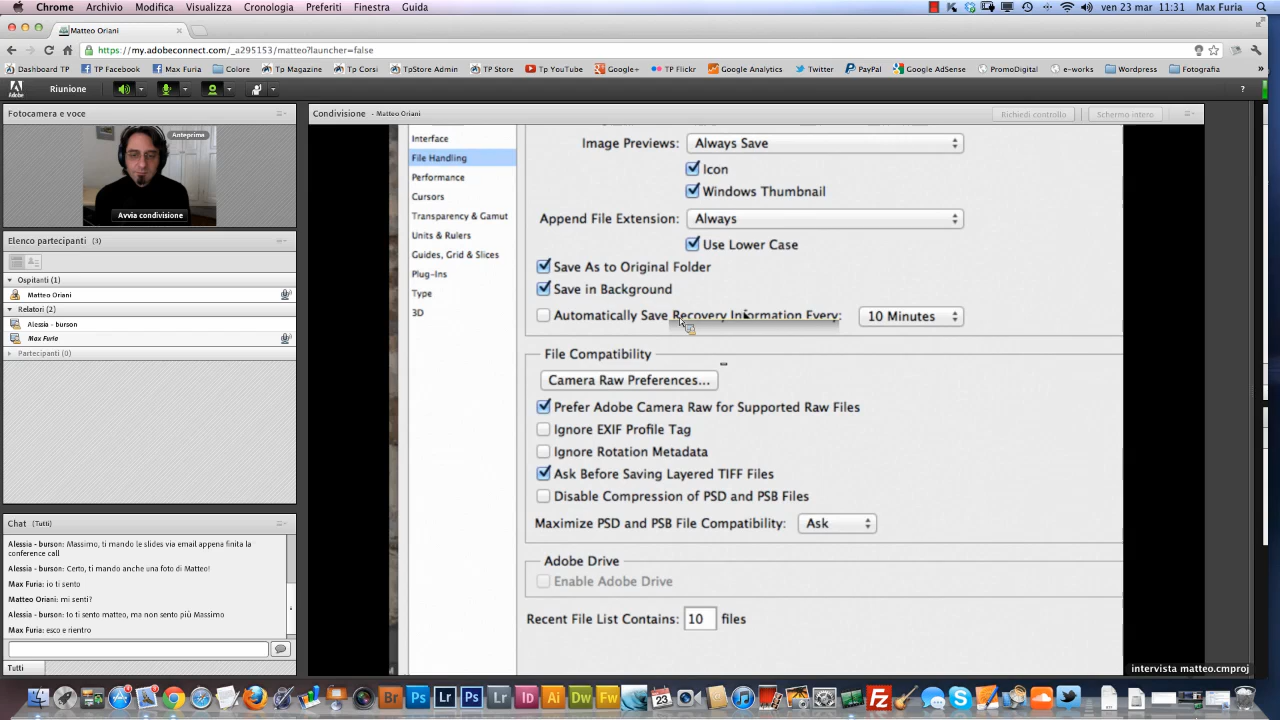 Chrome Archivio Modifica Visualizza Cronologia Preferiti Finestra Guida ven 23 mar 11:31 Max Furia
Matteo Oriani
https://my.adobeconnect.com/_a295153/matteo?launcher=false
Dashboard TP TP Facebook Max Furia Colore Tp Magazine Tp Corsi TpStore Admin TP Store Tp YouTube Google+ TP Flickr Google Analytics Twitter PayPal Google AdSense PromoDigital e-works Wordpress Fotografia
Adobe Riunione ?
Fotocamera e voce
Anteprima
Avvia condivisione
Elenco partecipanti (3)
Ospitanti (1)
Matteo Oriani
Relatori (2)
Alessia - burson
Max Furia
Partecipanti (0)
Chat (Tutti)
Alessia - burson: Massimo, ti mando le slides via email appena finita la
conference call
Alessia - burson: Certo, ti mando anche una foto di Matteo!
Max Furia: io ti sento
Matteo Oriani: mi senti?
Alessia - burson: Io ti sento matteo, ma non sento più Massimo
Max Furia: esco e rientro
Tutti
Condivisione - Matteo Oriani Richiedi controllo Schermo intero
Interface
File Handling
Performance
Cursors
Transparency & Gamut
Units & Rulers
Guides, Grid & Slices
Plug-Ins
Type
3D
Image Previews: Always Save
Icon
Windows Thumbnail
Append File Extension: Always
Use Lower Case
Save As to Original Folder
Save in Background
Automatically Save Recovery Information Every: 10 Minutes
File Compatibility
Camera Raw Preferences...
Prefer Adobe Camera Raw for Supported Raw Files
Ignore EXIF Profile Tag
Ignore Rotation Metadata
Ask Before Saving Layered TIFF Files
Disable Compression of PSD and PSB Files
Maximize PSD and PSB File Compatibility: Ask
Adobe Drive
Enable Adobe Drive
Recent File List Contains: 10 files
intervista matteo.cmproj
Br Ps Lr Ps Lr Id Ai Dw Fw 23